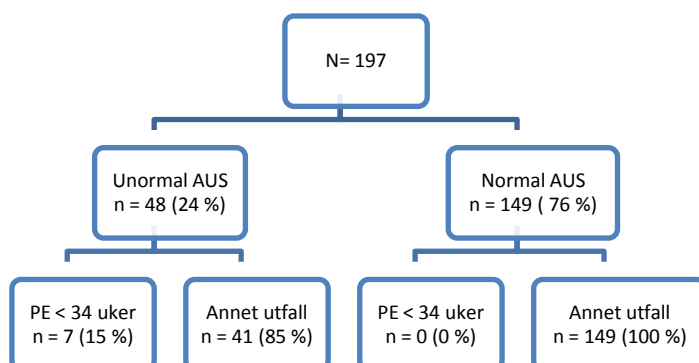 N= 197
Unormal AUS
n = 48 (24 %)
Normal AUS
n = 149 ( 76 %)
PE < 34 uker
n = 7 (15 %)
Annet utfall
n = 41 (85 %)
PE < 34 uker
n = 0 (0 %)
Annet utfall
n = 149 (100 %)